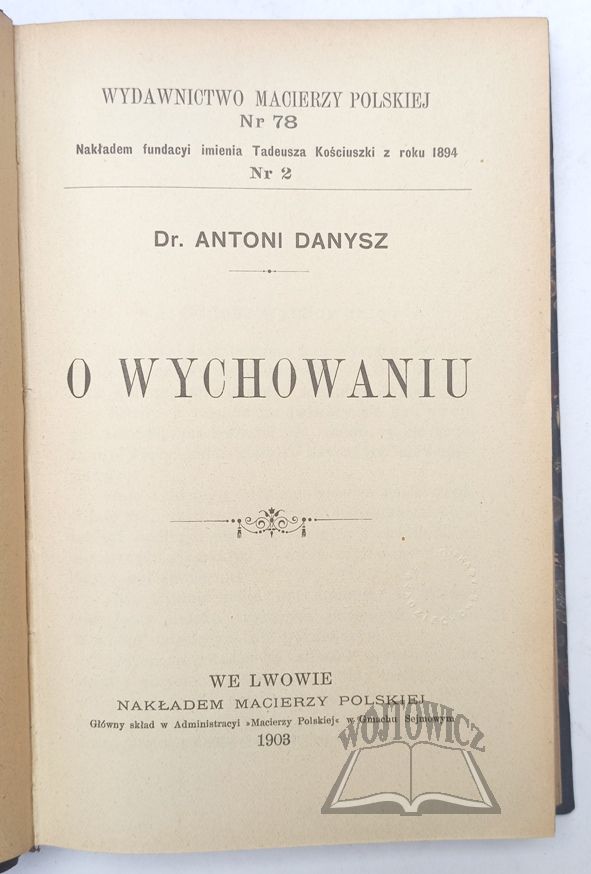 WYDAWNICTWO MACIERZY POLSKIEJ
Nr 78
Nakładem fundacyi imienia Tadeusza Kościuszki z roku 1894
Nr 2
Dr. ANTONI DANYSZ
O WYCHOWANIU
WE LWOWIE
NAKŁADEM MACIERZY POLSKIEJ
Główny skład w Administracyi »Macierzy Polskiej« w Gmachu Sejmowym
1903
WÓJTOWICZ